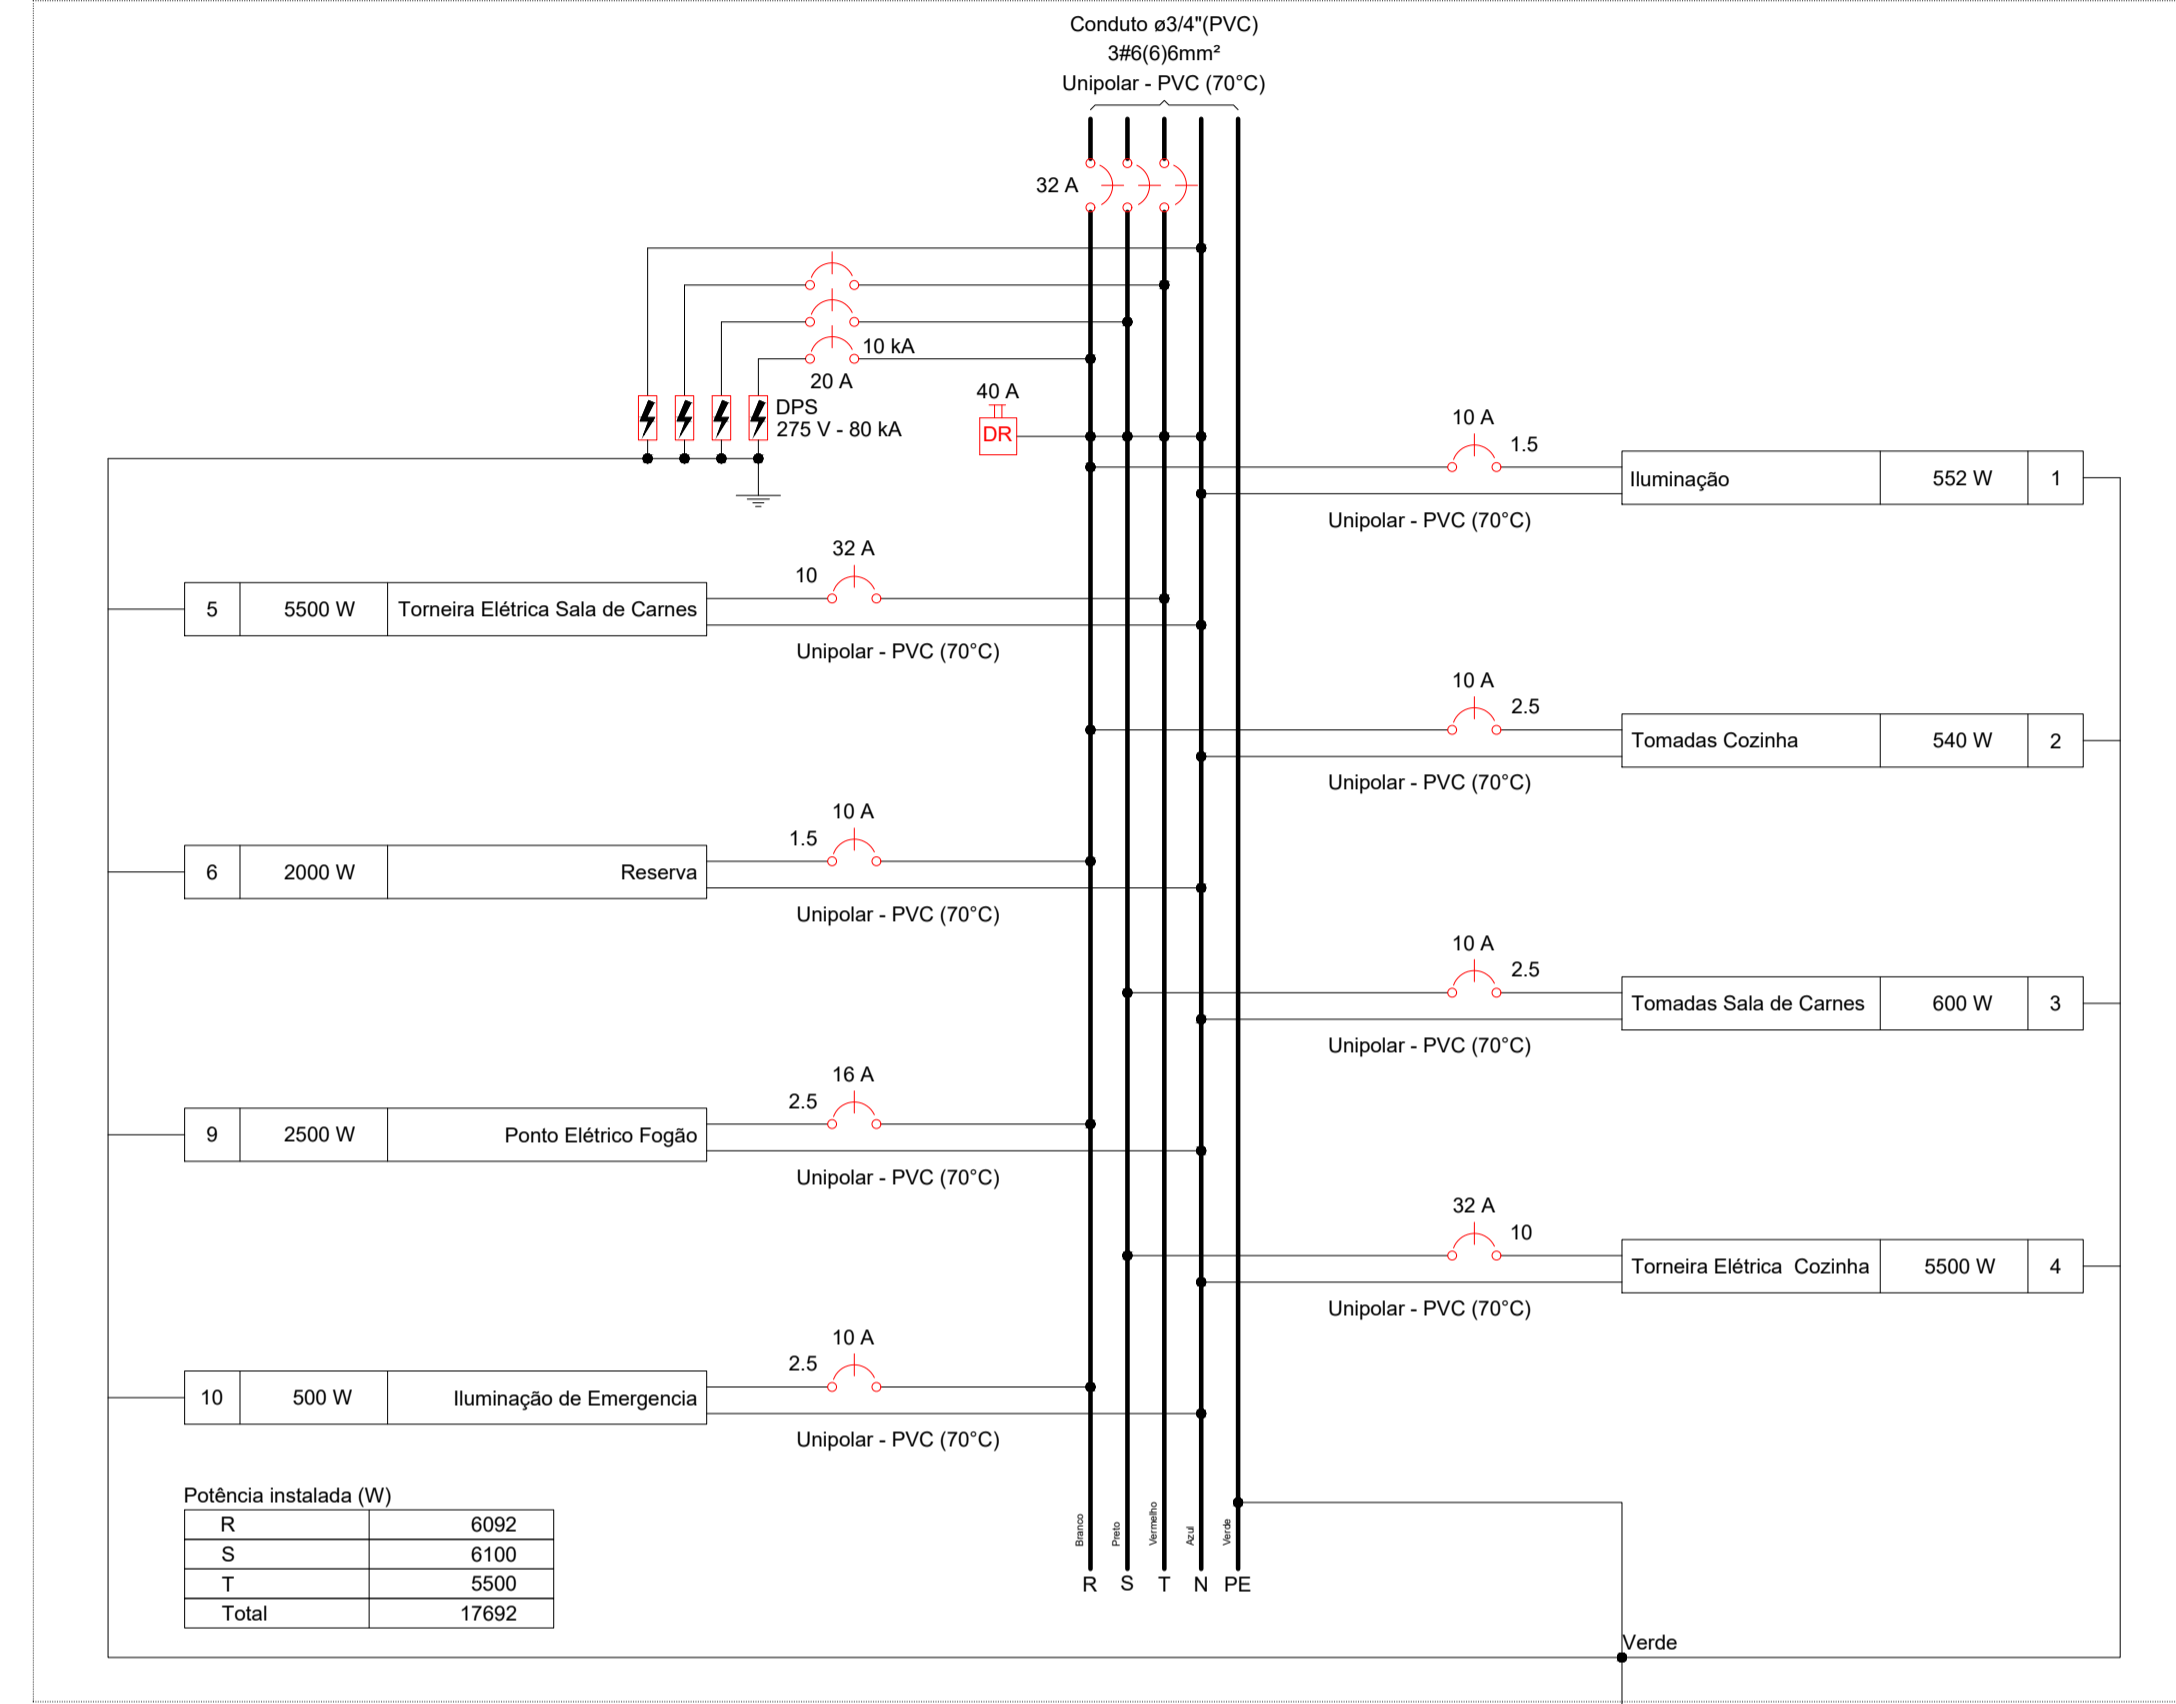 Conduto ø3/4"(PVC)
3#6(6)6mm²
Unipolar - PVC (70°C)
32 A
10 kA
20 A
DPS
275 V - 80 kA
40 A
DR
10 A
1.5
Iluminação 552 W 1
Unipolar - PVC (70°C)
32 A
10
5 5500 W Torneira Elétrica Sala de Carnes
Unipolar - PVC (70°C)
10 A
2.5
Tomadas Cozinha 540 W 2
Unipolar - PVC (70°C)
10 A
1.5
6 2000 W Reserva
Unipolar - PVC (70°C)
10 A
2.5
Tomadas Sala de Carnes 600 W 3
Unipolar - PVC (70°C)
16 A
2.5
9 2500 W Ponto Elétrico Fogão
Unipolar - PVC (70°C)
32 A
10
Torneira Elétrica Cozinha 5500 W 4
Unipolar - PVC (70°C)
10 A
2.5
10 500 W Iluminação de Emergencia
Unipolar - PVC (70°C)
Potência instalada (W)
R 6092
S 6100
T 5500
Total 17692
Branco
Preto
Vermelho
Azul
Verde
R S T N PE
Verde